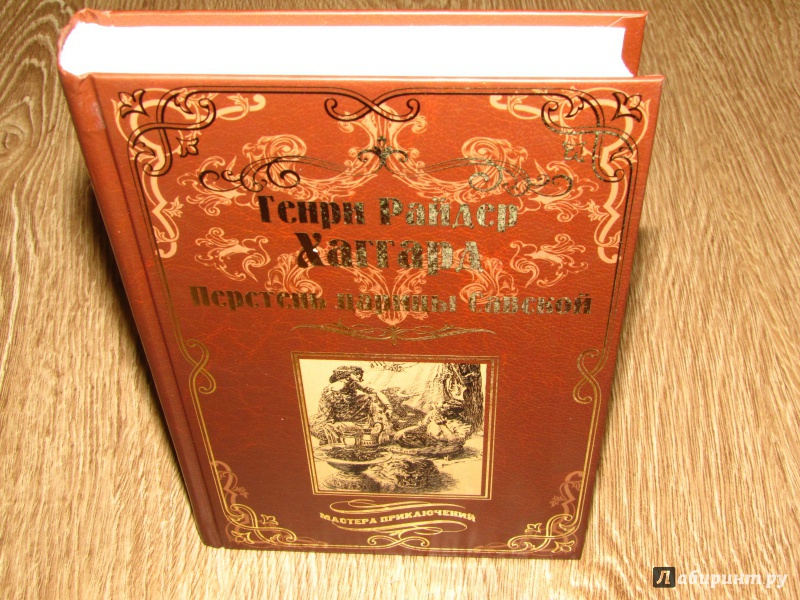 Генри Райдер
Хаггард
Перстень царицы Савской
МАСТЕРА ПРИКЛЮЧЕНИЙ
Лабиринт.ру